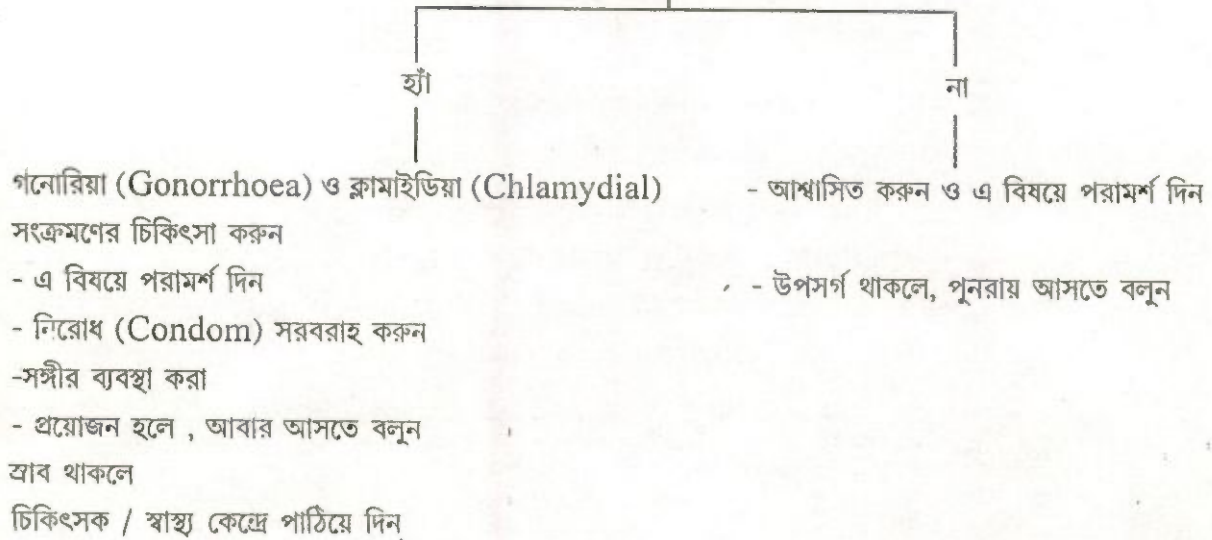 হ্যাঁ
না
গনোরিয়া (Gonorrhoea) ও ক্লামাইডিয়া (Chlamydial)
সংক্রমণের চিকিৎসা করুন
- এ বিষয়ে পরামর্শ দিন
- নিরোধ (Condom) সরবরাহ করুন
-সঙ্গীর ব্যবস্থা করা
- প্রয়োজন হলে , আবার আসতে বলুন
স্রাব থাকলে
চিকিৎসক / স্বাস্থ্য কেন্দ্রে পাঠিয়ে দিন
- আশ্বাসিত করুন ও এ বিষয়ে পরামর্শ দিন
- উপসর্গ থাকলে, পুনরায় আসতে বলুন